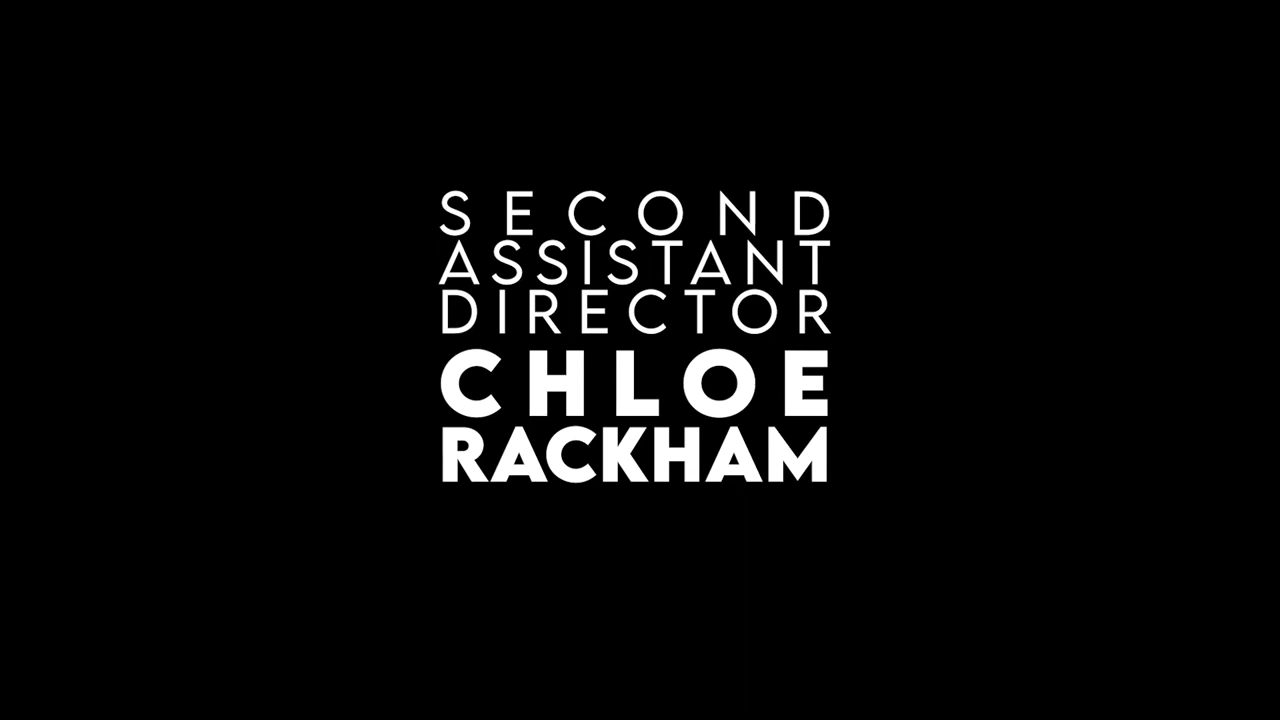 SECOND
ASSISTANT
DIRECTOR
CHLOE
RACKHAM